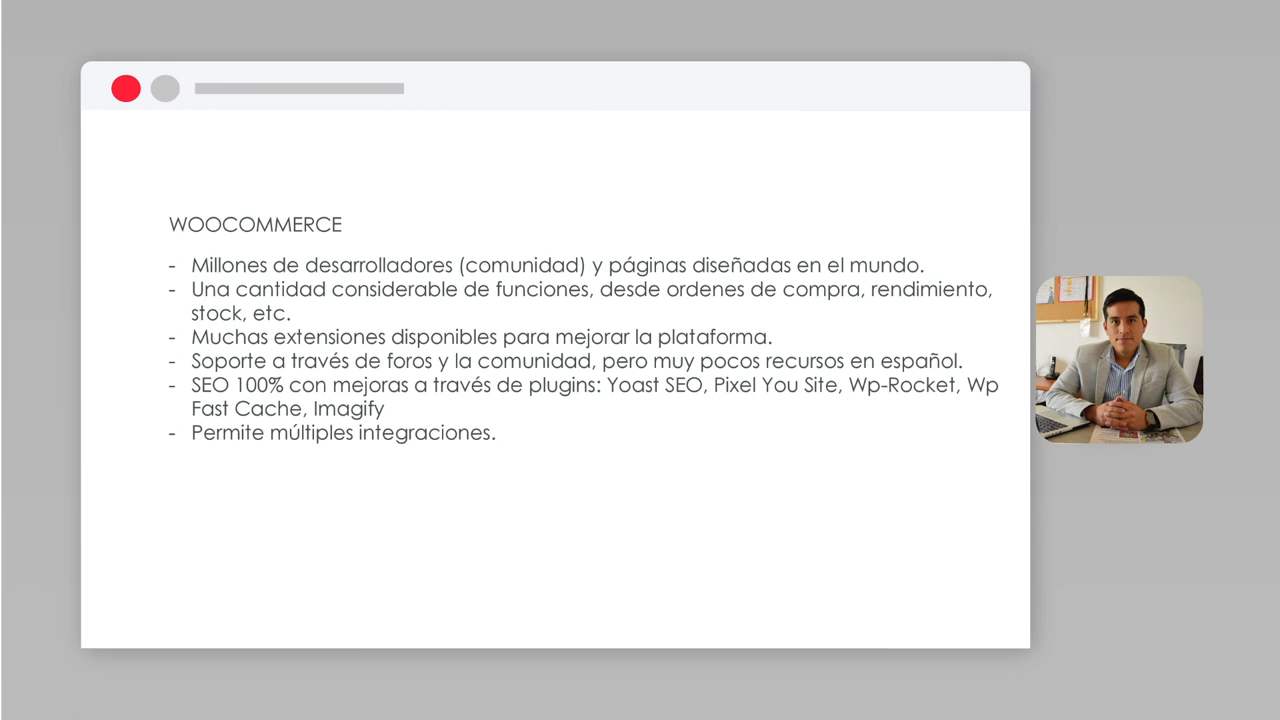 WOOCOMMERCE
- Millones de desarrolladores (comunidad) y páginas diseñadas en el mundo.
- Una cantidad considerable de funciones, desde ordenes de compra, rendimiento,
stock, etc.
- Muchas extensiones disponibles para mejorar la plataforma.
- Soporte a través de foros y la comunidad, pero muy pocos recursos en español.
- SEO 100% con mejoras a través de plugins: Yoast SEO, Pixel You Site, Wp-Rocket, Wp
Fast Cache, Imagify
- Permite múltiples integraciones.